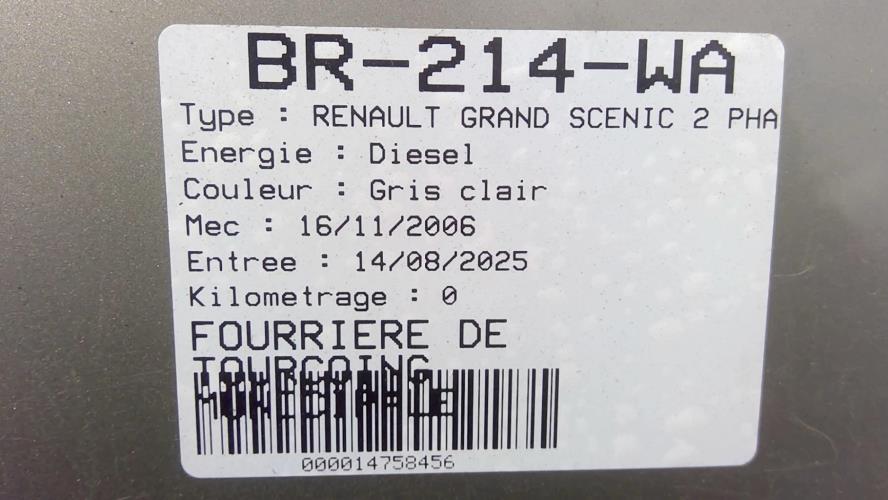 BR-214-WA
Type : RENAULT GRAND SCENIC 2 PHA
Energie : Diesel
Couleur : Gris clair
Mec : 16/11/2006
Entree : 14/08/2025
Kilometrage : 0
FOURRIERE DE
TOURCOING
MUNICIPALE
000014758456